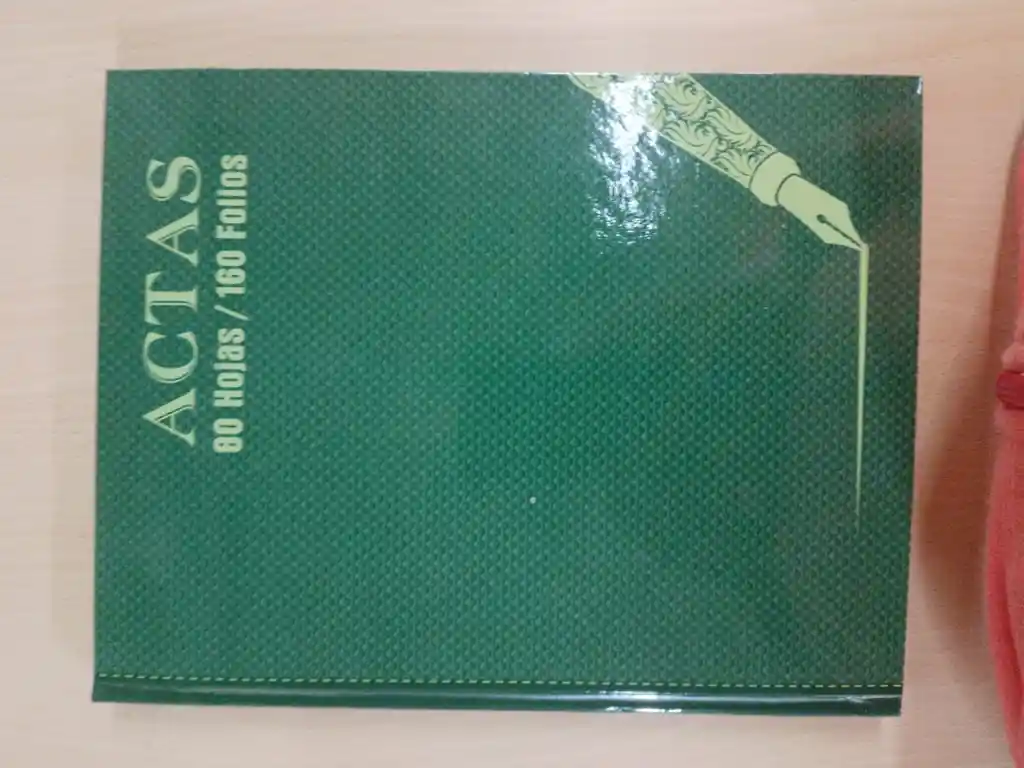 ACTAS
80 Hojas / 160 Folios